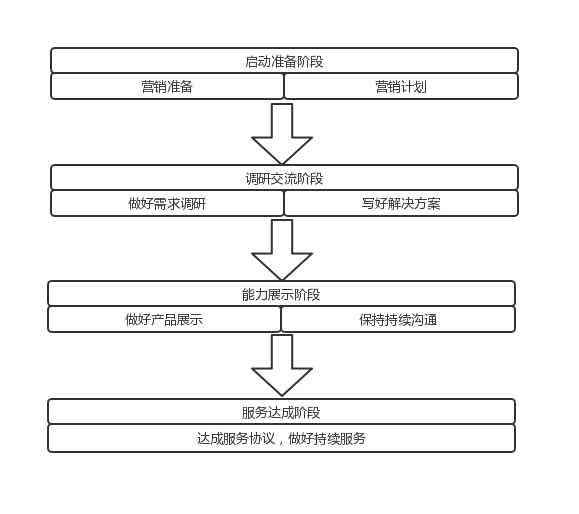 启动准备阶段
营销准备
营销计划
调研交流阶段
做好需求调研
写好解决方案
能力展示阶段
做好产品展示
保持持续沟通
服务达成阶段
达成服务协议，做好持续服务